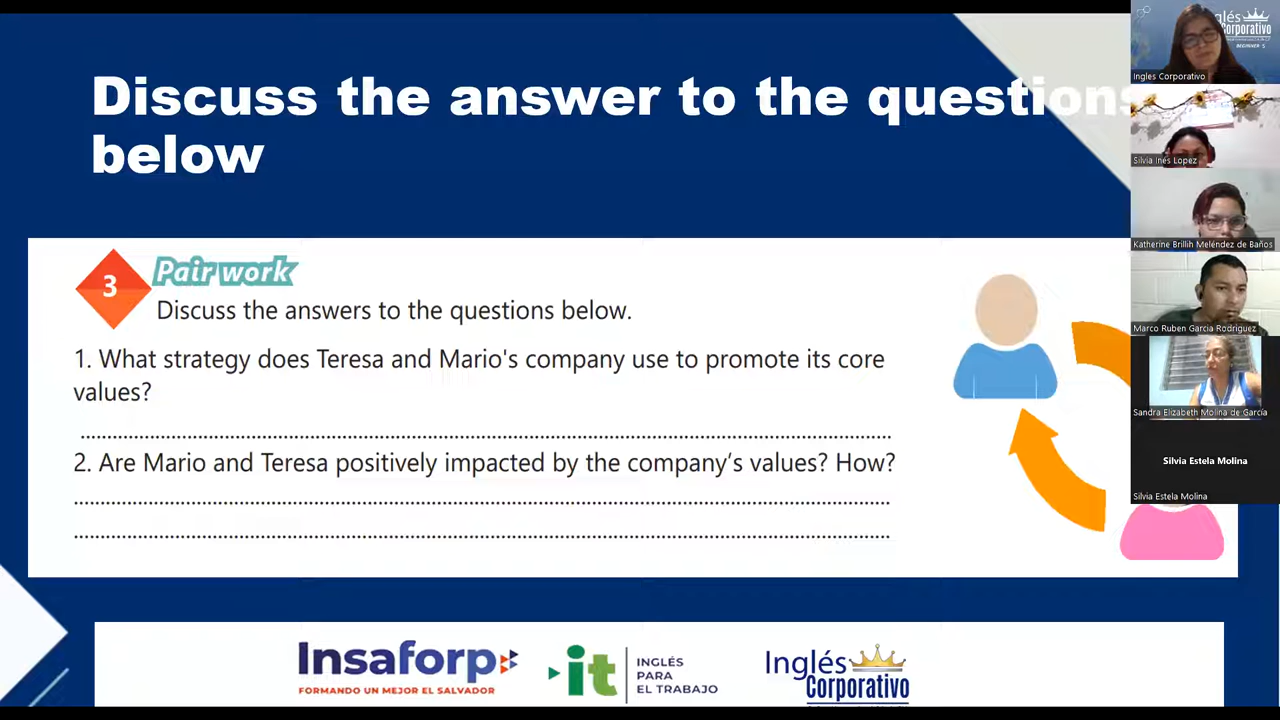 Discuss the answer to the questions
below
3
Pair work
Discuss the answers to the questions below.
1. What strategy does Teresa and Mario's company use to promote its core
values?
2. Are Mario and Teresa positively impacted by the company's values? How?
Insaforp
FORMANDO UN MEJOR EL SALVADOR
it
INGLÉS
PARA
EL TRABAJO
Inglés
Corporativo
glés
Corporativo
BEGINNER 5
Ingles Corporativo
Silvia Inés Lopez
Katherine Brillih Meléndez de Baños
Marco Ruben Garcia Rodriguez
Sandra Elizabeth Molina de García
Silvia Estela Molina
Silvia Estela Molina